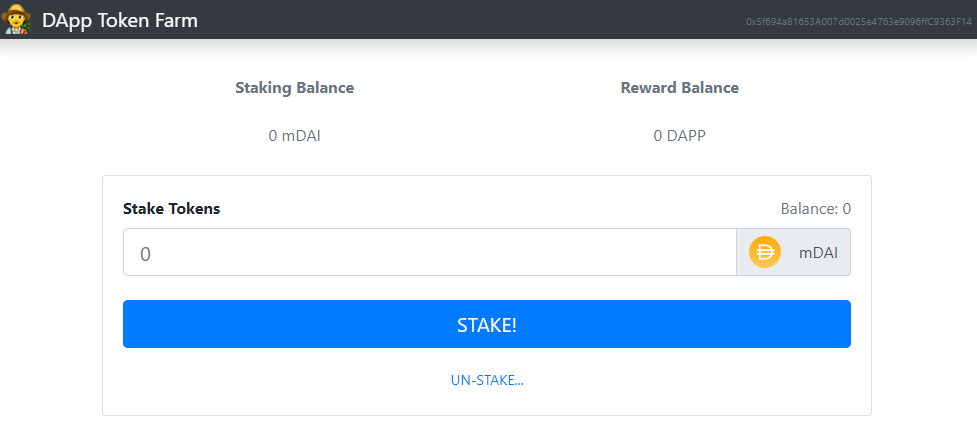 DApp Token Farm
0x5f694a81653A007d0025e4763e9096ffC9363F14
Staking Balance
Reward Balance
0 mDAI
0 DAPP
Stake Tokens
Balance: 0
0
mDAI
STAKE!
UN-STAKE...